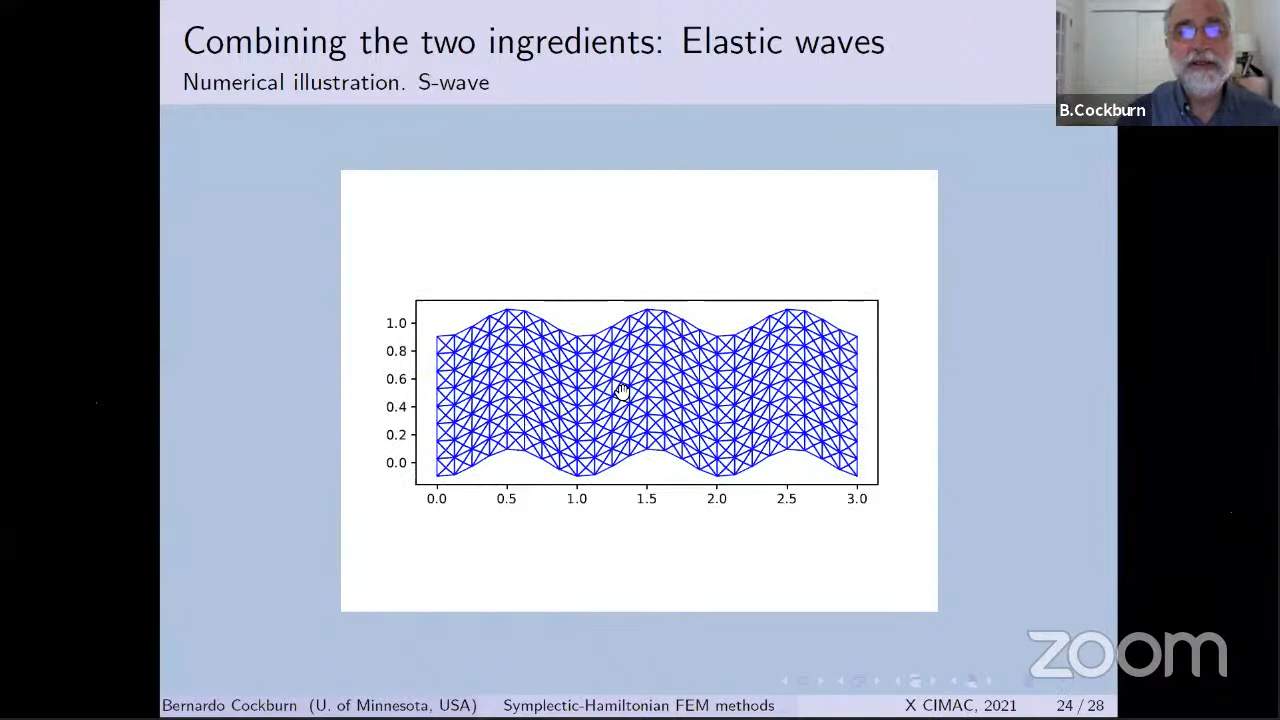 Combining the two ingredients: Elastic waves
Numerical illustration. S-wave
B.Cockburn
1.0
0.8
0.6
0.4
0.2
0.0
0.0 0.5 1.0 1.5 2.0 2.5 3.0
zoom
Bernardo Cockburn (U. of Minnesota, USA) Symplectic-Hamiltonian FEM methods X CIMAC, 2021 24 / 28